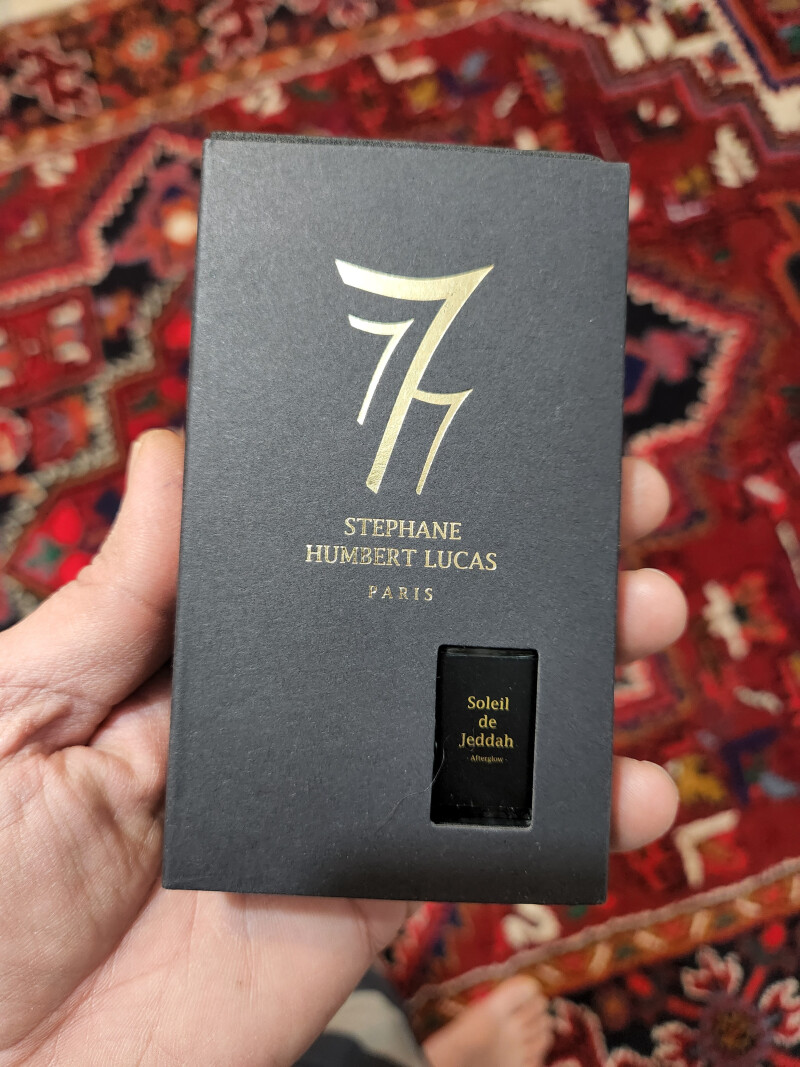 777
STEPHANE
HUMBERT LUCAS
PARIS
Soleil
de
Jeddah
- Afterglow -